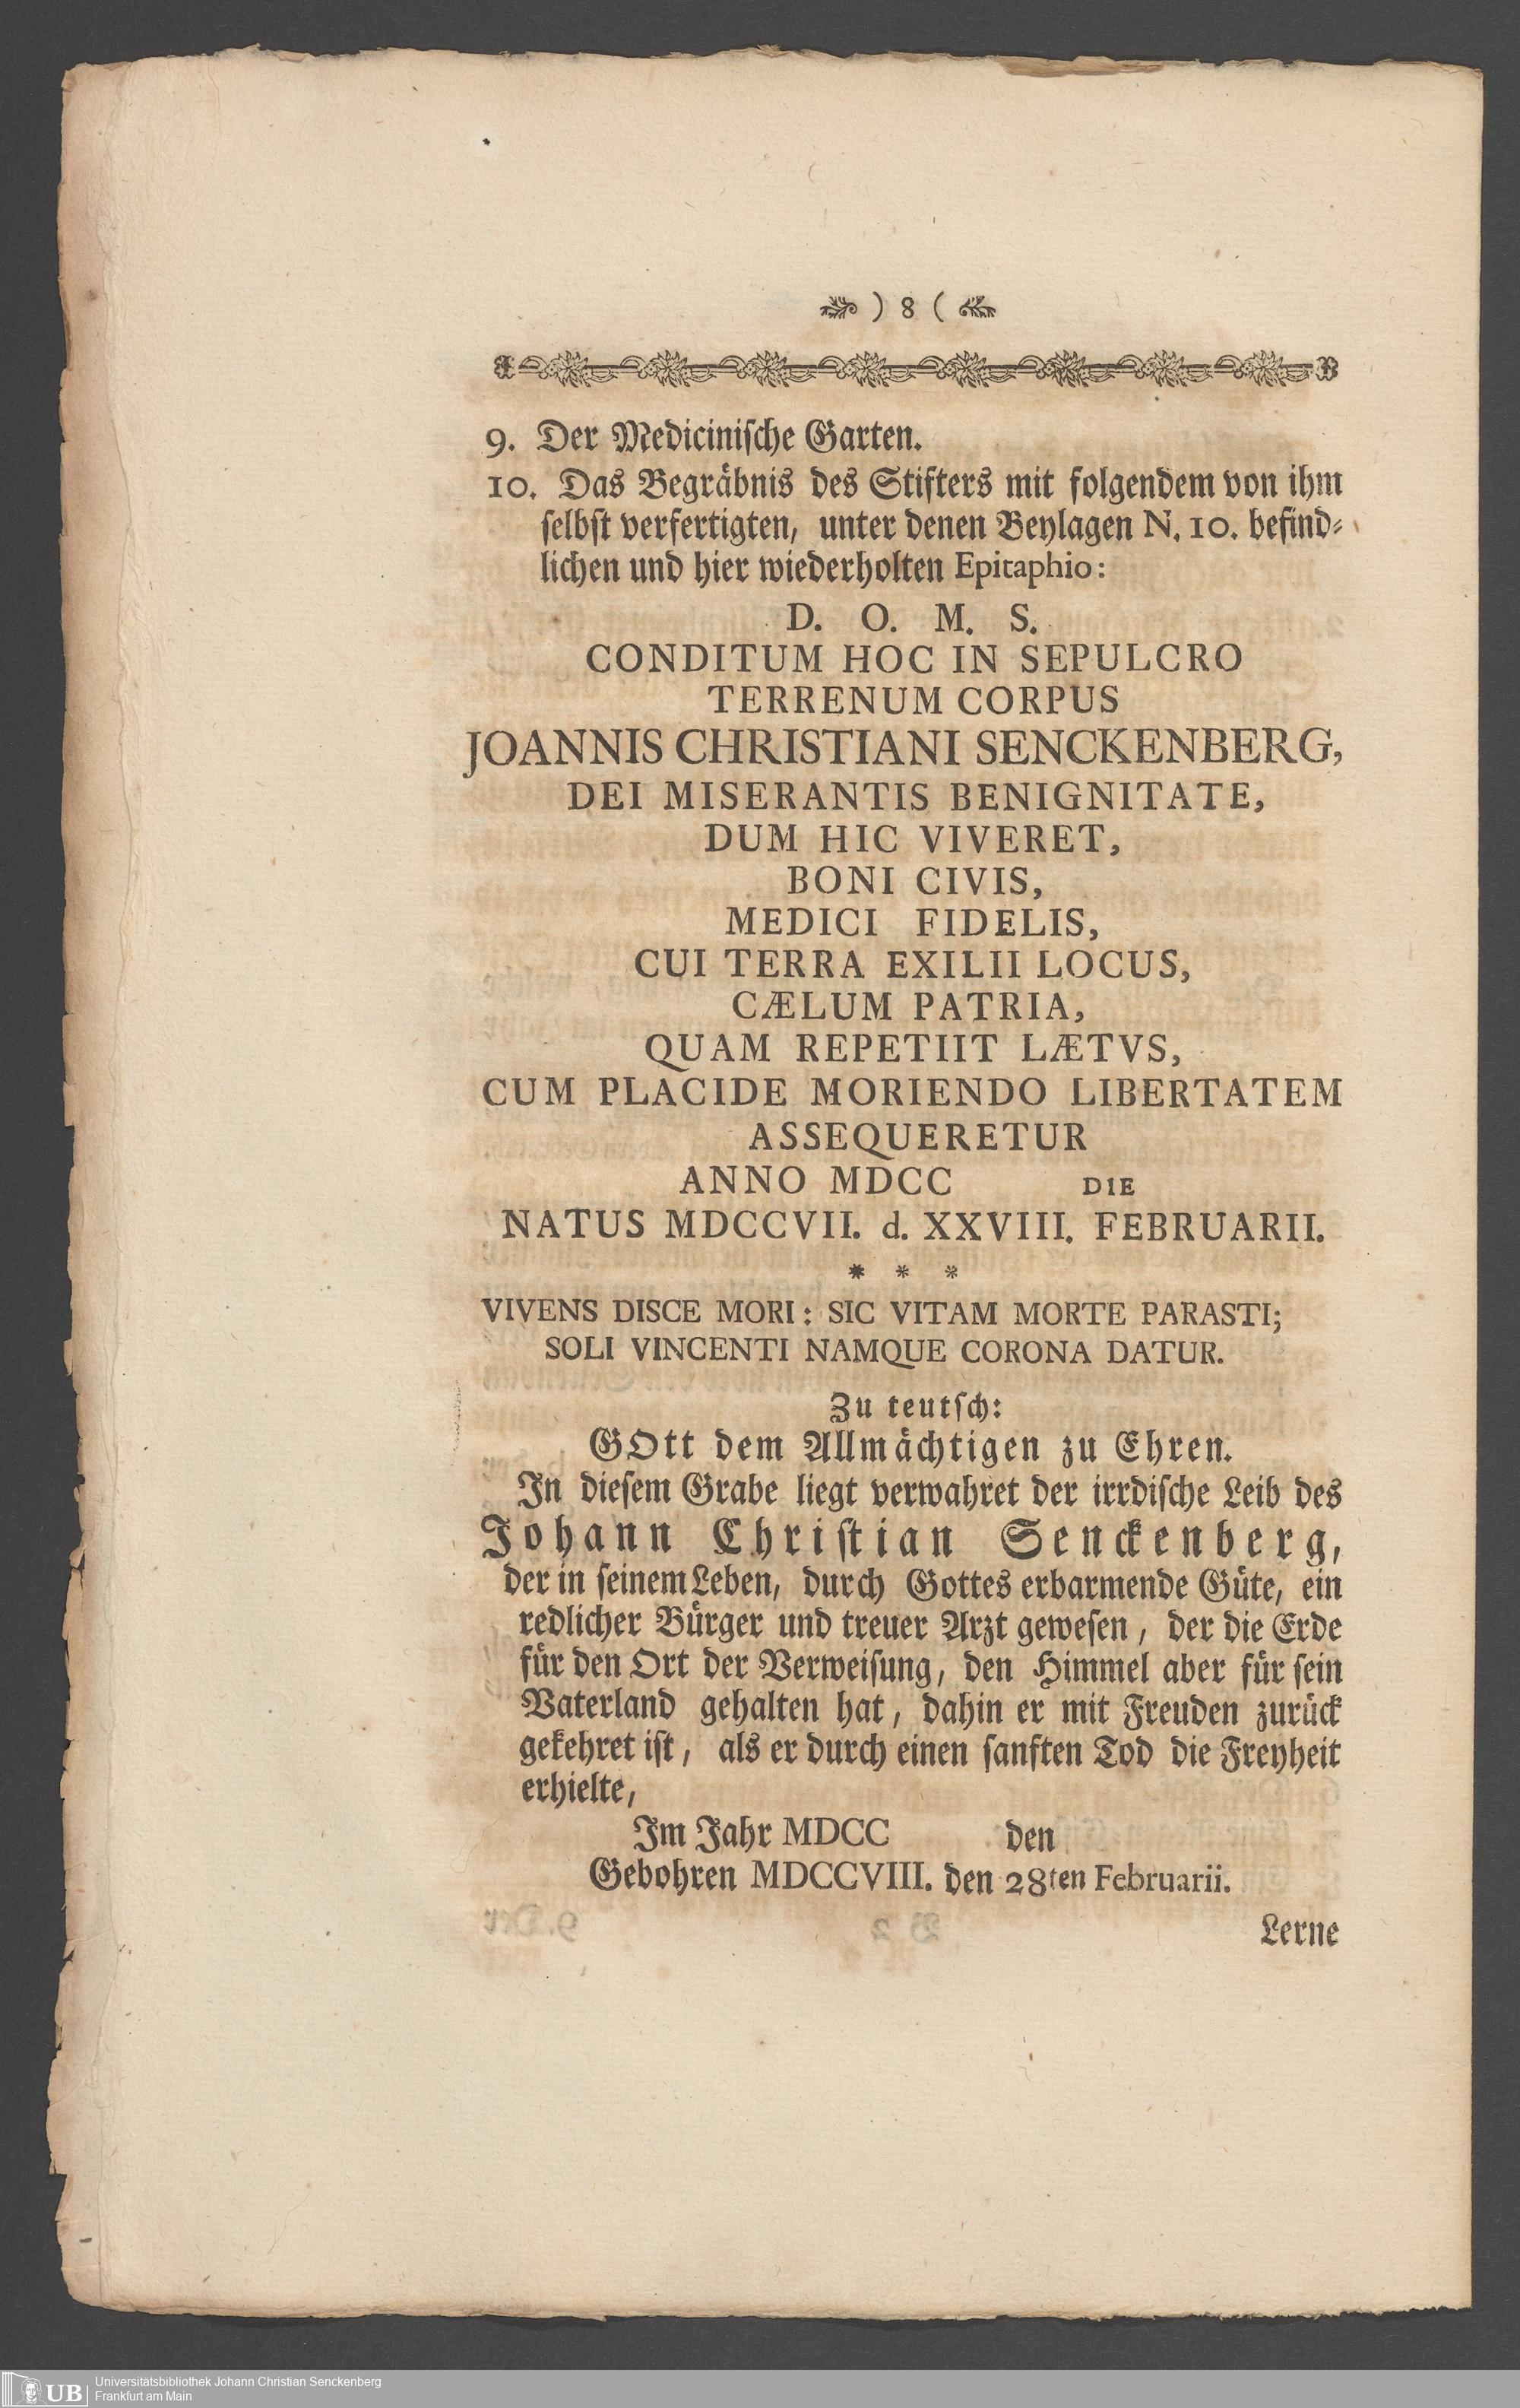 ) 8 (
9. Der Medicinische Garten.
10. Das Begräbnis des Stifters mit folgendem von ihm
selbst verfertigten, unter denen Beylagen N. 10. befind-
lichen und hier wiederholten Epitaphio:
D. O. M. S.
CONDITUM HOC IN SEPULCRO
TERRENUM CORPUS
JOANNIS CHRISTIANI SENCKENBERG,
DEI MISERANTIS BENIGNITATE,
DUM HIC VIVERET,
BONI CIVIS,
MEDICI FIDELIS,
CUI TERRA EXILII LOCUS,
CÆLUM PATRIA,
QUAM REPETIIT LÆTVS,
CUM PLACIDE MORIENDO LIBERTATEM
ASSEQUERETUR
ANNO MDCC DIE
NATUS MDCCVII. d. XXVIII. FEBRUARII.
* * *
VIVENS DISCE MORI: SIC VITAM MORTE PARASTI;
SOLI VINCENTI NAMQUE CORONA DATUR.
Zu teutsch:
GOtt dem Allmächtigen zu Ehren.
In diesem Grabe liegt verwahret der irrdische Leib des
Johann Christian Senckenberg,
der in seinem Leben, durch Gottes erbarmende Güte, ein
redlicher Bürger und treuer Arzt gewesen, der die Erde
für den Ort der Verweisung, den Himmel aber für sein
Vaterland gehalten hat, dahin er mit Freuden zurück
gekehret ist, als er durch einen sanften Tod die Freyheit
erhielte,
Im Jahr MDCC den
Gebohren MDCCVIII. den 28ten Februarii.
Lerne
UB
Universitätsbibliothek Johann Christian Senckenberg
Frankfurt am Main